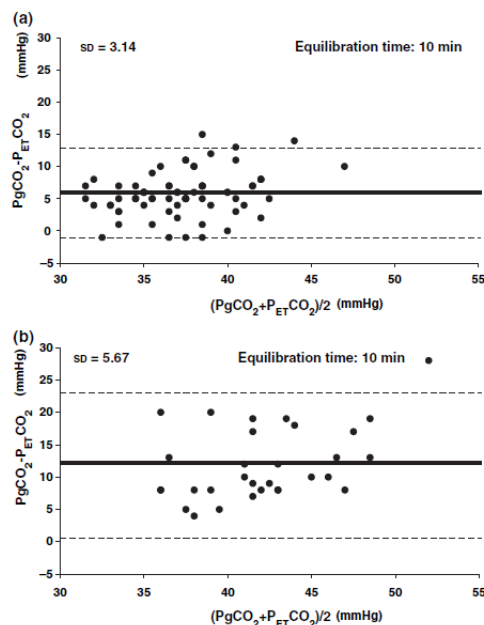 (a)
SD = 3.14 Equilibration time: 10 min
PgCO2-PETCO2 (mmHg)
30
25
20
15
10
5
0
−5
30 35 40 45 50 55
(PgCO2+PETCO2)/2 (mmHg)
(b)
SD = 5.67 Equilibration time: 10 min
PgCO2-PETCO2 (mmHg)
30
25
20
15
10
5
0
−5
30 35 40 45 50 55
(PgCO2+PETCO2)/2 (mmHg)